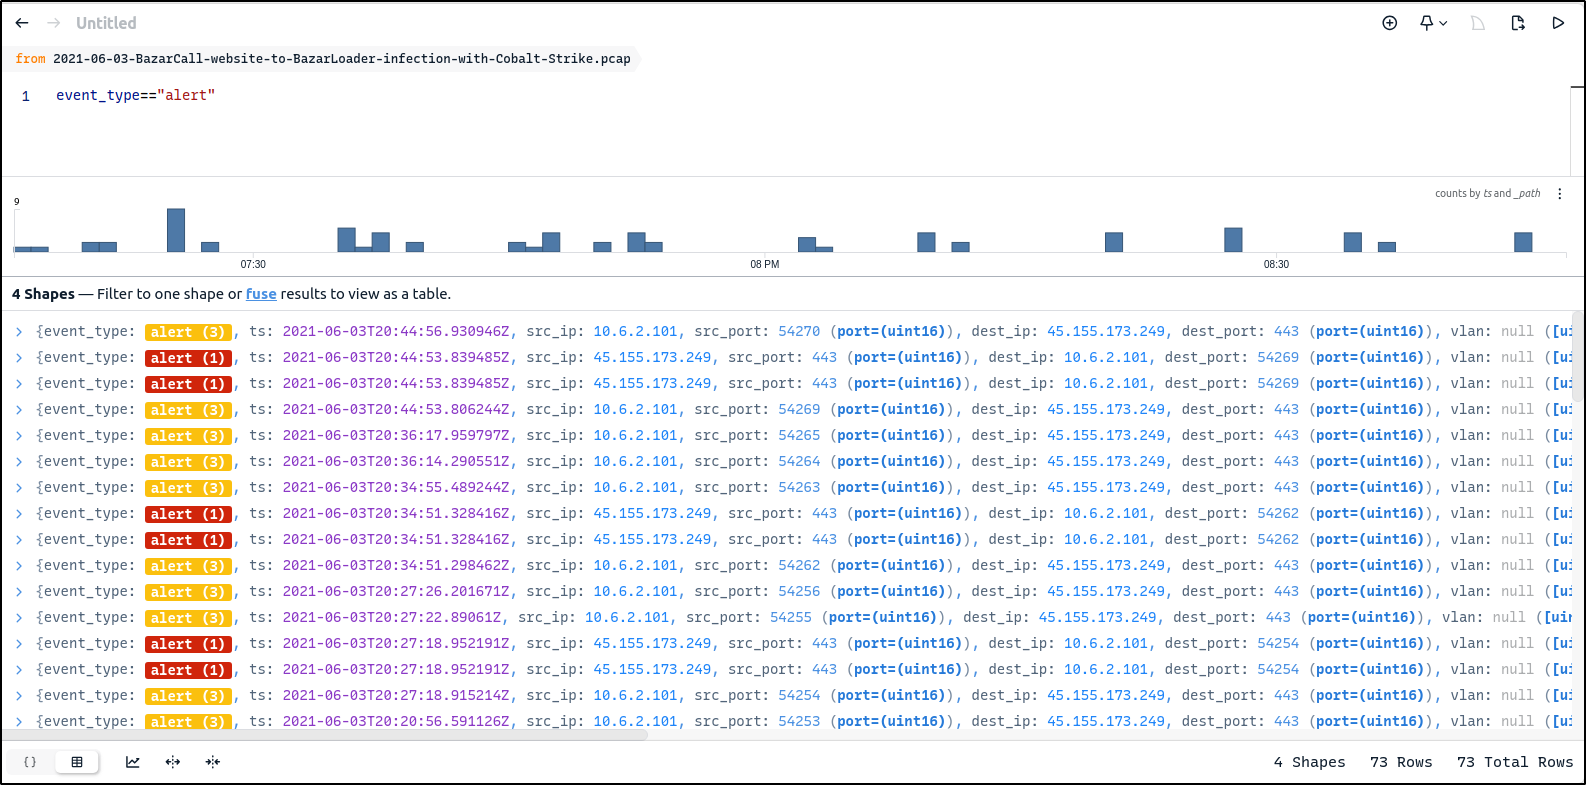 Untitled
from 2021-06-03-BazarCall-website-to-BazarLoader-infection-with-Cobalt-Strike.pcap
1 event_type=="alert"
counts by ts and _path
9
07:30 08 PM 08:30
4 Shapes — Filter to one shape or fuse results to view as a table.
{event_type: alert (3), ts: 2021-06-03T20:44:56.930946Z, src_ip: 10.6.2.101, src_port: 54270 (port=(uint16)), dest_ip: 45.155.173.249, dest_port: 443 (port=(uint16)), vlan: null ([ui
{event_type: alert (1), ts: 2021-06-03T20:44:53.839485Z, src_ip: 45.155.173.249, src_port: 443 (port=(uint16)), dest_ip: 10.6.2.101, dest_port: 54269 (port=(uint16)), vlan: null ([ui
{event_type: alert (1), ts: 2021-06-03T20:44:53.839485Z, src_ip: 45.155.173.249, src_port: 443 (port=(uint16)), dest_ip: 10.6.2.101, dest_port: 54269 (port=(uint16)), vlan: null ([ui
{event_type: alert (3), ts: 2021-06-03T20:44:53.806244Z, src_ip: 10.6.2.101, src_port: 54269 (port=(uint16)), dest_ip: 45.155.173.249, dest_port: 443 (port=(uint16)), vlan: null ([ui
{event_type: alert (3), ts: 2021-06-03T20:36:17.959797Z, src_ip: 10.6.2.101, src_port: 54265 (port=(uint16)), dest_ip: 45.155.173.249, dest_port: 443 (port=(uint16)), vlan: null ([ui
{event_type: alert (3), ts: 2021-06-03T20:36:14.290551Z, src_ip: 10.6.2.101, src_port: 54264 (port=(uint16)), dest_ip: 45.155.173.249, dest_port: 443 (port=(uint16)), vlan: null ([ui
{event_type: alert (3), ts: 2021-06-03T20:34:55.489244Z, src_ip: 10.6.2.101, src_port: 54263 (port=(uint16)), dest_ip: 45.155.173.249, dest_port: 443 (port=(uint16)), vlan: null ([ui
{event_type: alert (1), ts: 2021-06-03T20:34:51.328416Z, src_ip: 45.155.173.249, src_port: 443 (port=(uint16)), dest_ip: 10.6.2.101, dest_port: 54262 (port=(uint16)), vlan: null ([ui
{event_type: alert (1), ts: 2021-06-03T20:34:51.328416Z, src_ip: 45.155.173.249, src_port: 443 (port=(uint16)), dest_ip: 10.6.2.101, dest_port: 54262 (port=(uint16)), vlan: null ([ui
{event_type: alert (3), ts: 2021-06-03T20:34:51.298462Z, src_ip: 10.6.2.101, src_port: 54262 (port=(uint16)), dest_ip: 45.155.173.249, dest_port: 443 (port=(uint16)), vlan: null ([ui
{event_type: alert (3), ts: 2021-06-03T20:27:26.201671Z, src_ip: 10.6.2.101, src_port: 54256 (port=(uint16)), dest_ip: 45.155.173.249, dest_port: 443 (port=(uint16)), vlan: null ([ui
{event_type: alert (3), ts: 2021-06-03T20:27:22.89061Z, src_ip: 10.6.2.101, src_port: 54255 (port=(uint16)), dest_ip: 45.155.173.249, dest_port: 443 (port=(uint16)), vlan: null ([uin
{event_type: alert (1), ts: 2021-06-03T20:27:18.952191Z, src_ip: 45.155.173.249, src_port: 443 (port=(uint16)), dest_ip: 10.6.2.101, dest_port: 54254 (port=(uint16)), vlan: null ([ui
{event_type: alert (1), ts: 2021-06-03T20:27:18.952191Z, src_ip: 45.155.173.249, src_port: 443 (port=(uint16)), dest_ip: 10.6.2.101, dest_port: 54254 (port=(uint16)), vlan: null ([ui
{event_type: alert (3), ts: 2021-06-03T20:27:18.915214Z, src_ip: 10.6.2.101, src_port: 54254 (port=(uint16)), dest_ip: 45.155.173.249, dest_port: 443 (port=(uint16)), vlan: null ([ui
{event_type: alert (3), ts: 2021-06-03T20:20:56.591126Z, src_ip: 10.6.2.101, src_port: 54253 (port=(uint16)), dest_ip: 45.155.173.249, dest_port: 443 (port=(uint16)), vlan: null ([ui
{} 4 Shapes 73 Rows 73 Total Rows